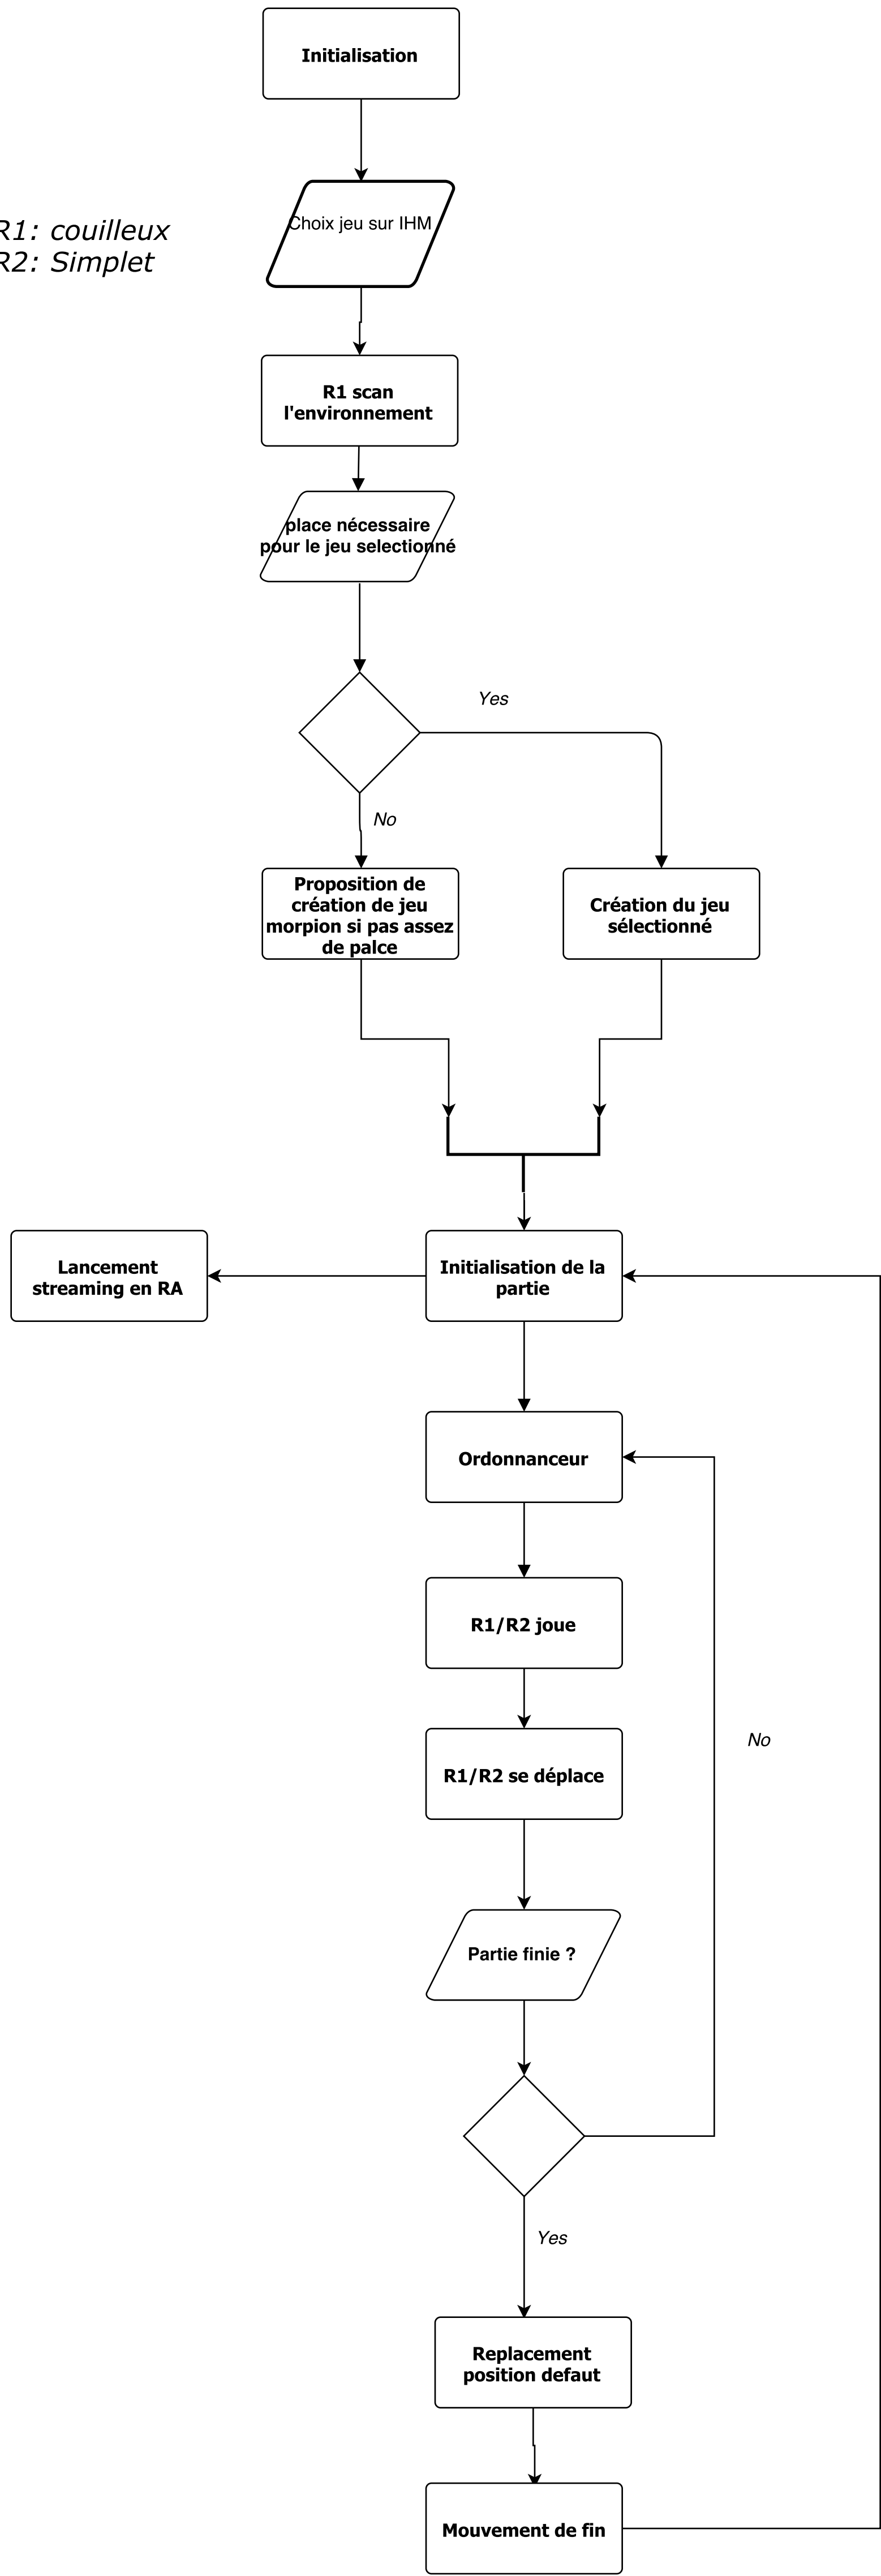 Initialisation
Choix jeu sur IHM
R1: couilleux
R2: Simplet
R1 scan
l'environnement
place nécessaire
pour le jeu selectionné
Yes
No
Proposition de
création de jeu
morpion si pas assez
de palce
Création du jeu
sélectionné
Lancement
streaming en RA
Initialisation de la
partie
Ordonnanceur
R1/R2 joue
No
R1/R2 se déplace
Partie finie ?
Yes
Replacement
position defaut
Mouvement de fin